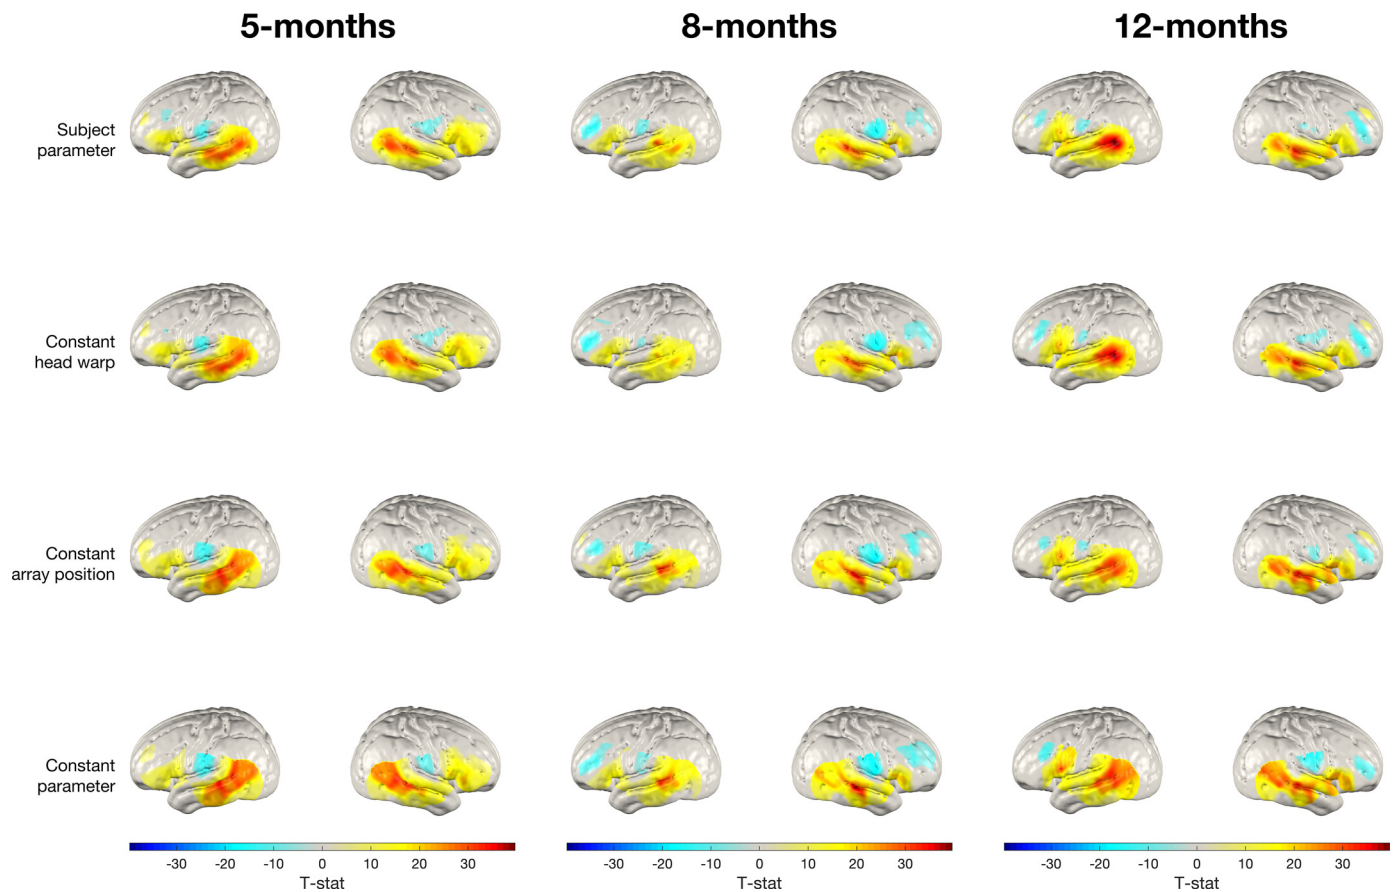 5-months
8-months
12-months
Subject
parameter
Constant
head warp
Constant
array position
Constant
parameter
-30 -20 -10 0 10 20 30
T-stat
-30 -20 -10 0 10 20 30
T-stat
-30 -20 -10 0 10 20 30
T-stat